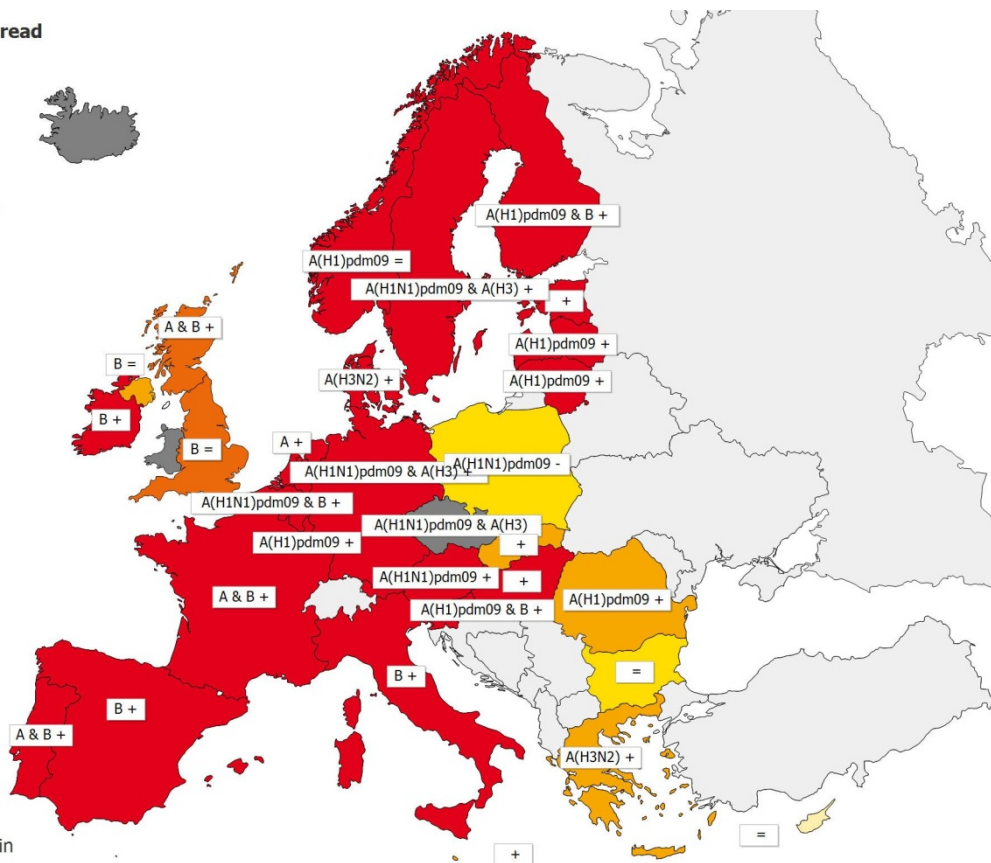 read
A(H1)pdm09 & B +
A(H1)pdm09 =
A(H1N1)pdm09 & A(H3) +
+
A & B +
A(H1)pdm09 +
B =
A(H3N2) +
A(H1)pdm09 +
B +
A +
B =
A(H1N1)pdm09 & A(H3) +
A(H1N1)pdm09 -
A(H1N1)pdm09 & B +
A(H1N1)pdm09 & A(H3)
A(H1)pdm09 +
+
A(H1N1)pdm09 +
+
A & B +
A(H1)pdm09 & B +
A(H1)pdm09 +
B +
=
B +
A & B +
A(H3N2) +
=
in
+